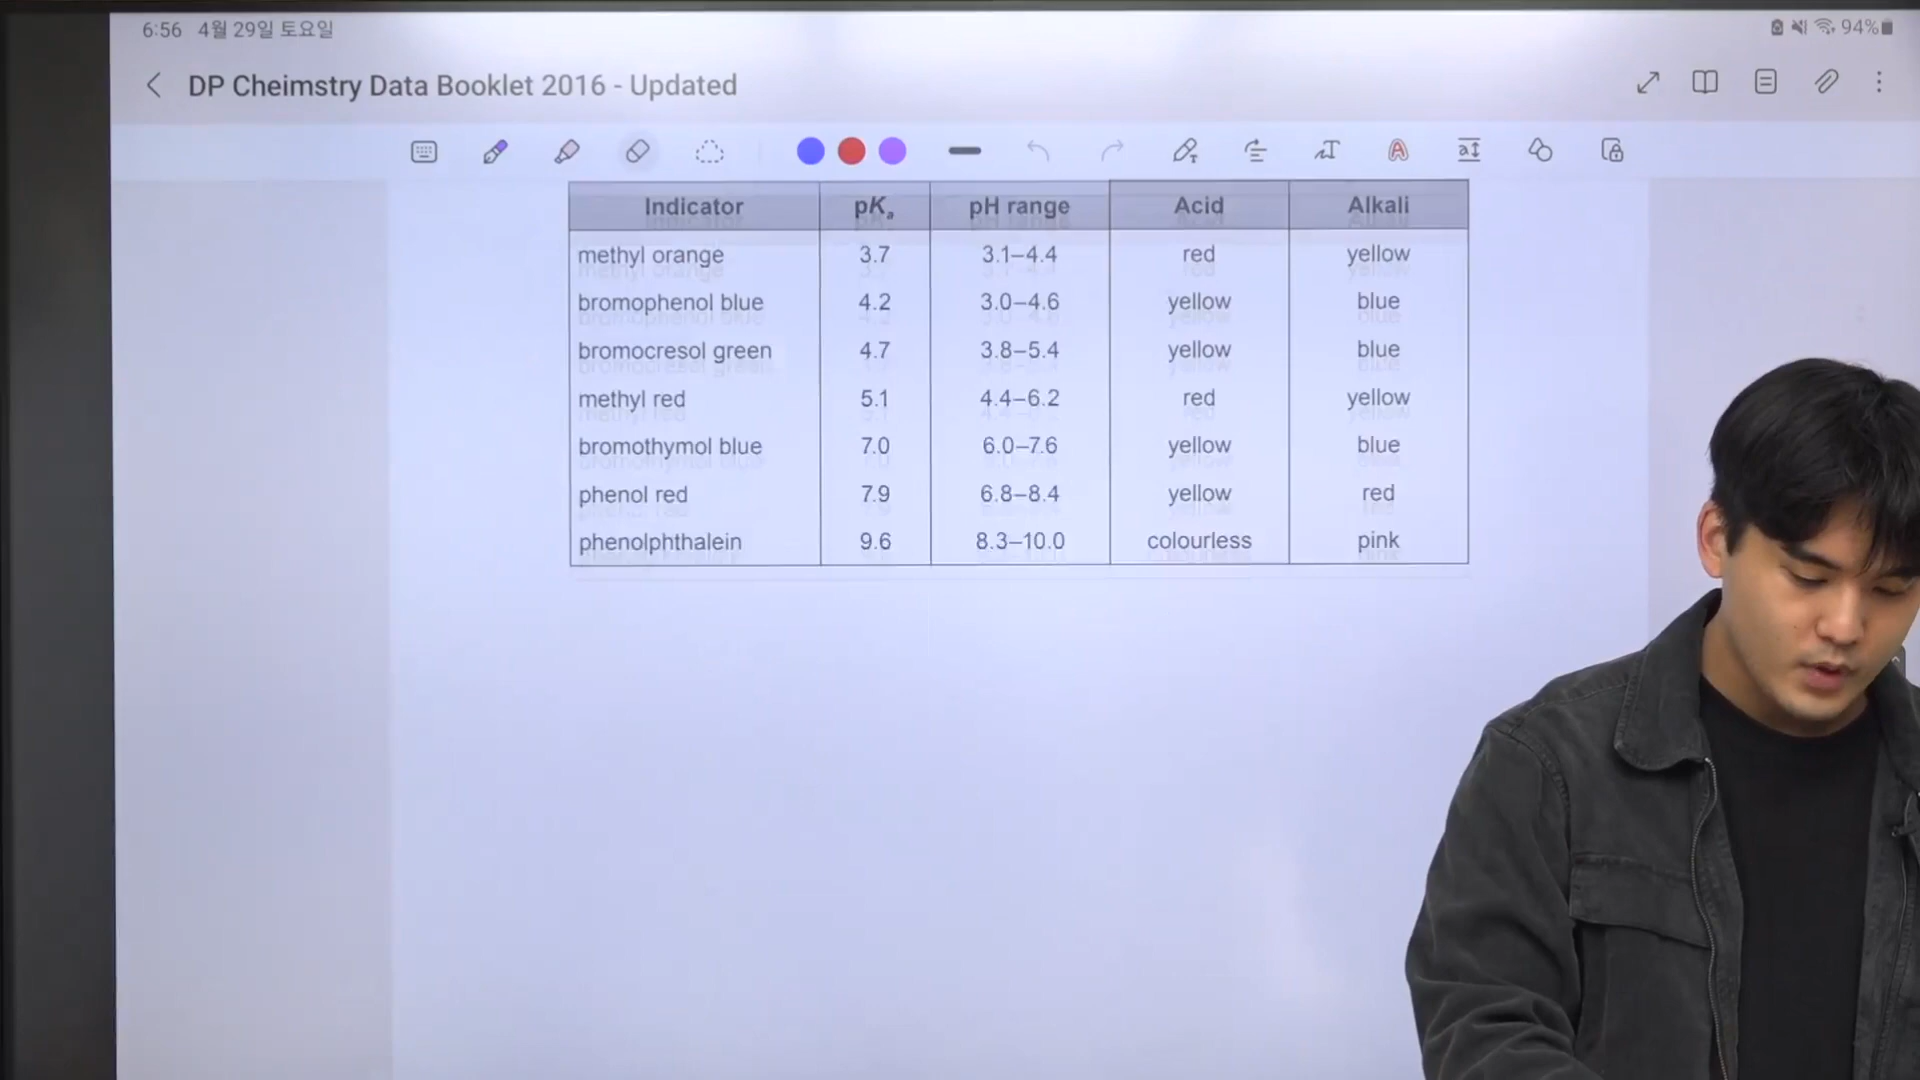 6:56 4월 29일 토요일
94%
DP Cheimstry Data Booklet 2016 - Updated
Indicator pKa pH range Acid Alkali
methyl orange 3.7 3.1–4.4 red yellow
bromophenol blue 4.2 3.0–4.6 yellow blue
bromocresol green 4.7 3.8–5.4 yellow blue
methyl red 5.1 4.4–6.2 red yellow
bromothymol blue 7.0 6.0–7.6 yellow blue
phenol red 7.9 6.8–8.4 yellow red
phenolphthalein 9.6 8.3–10.0 colourless pink